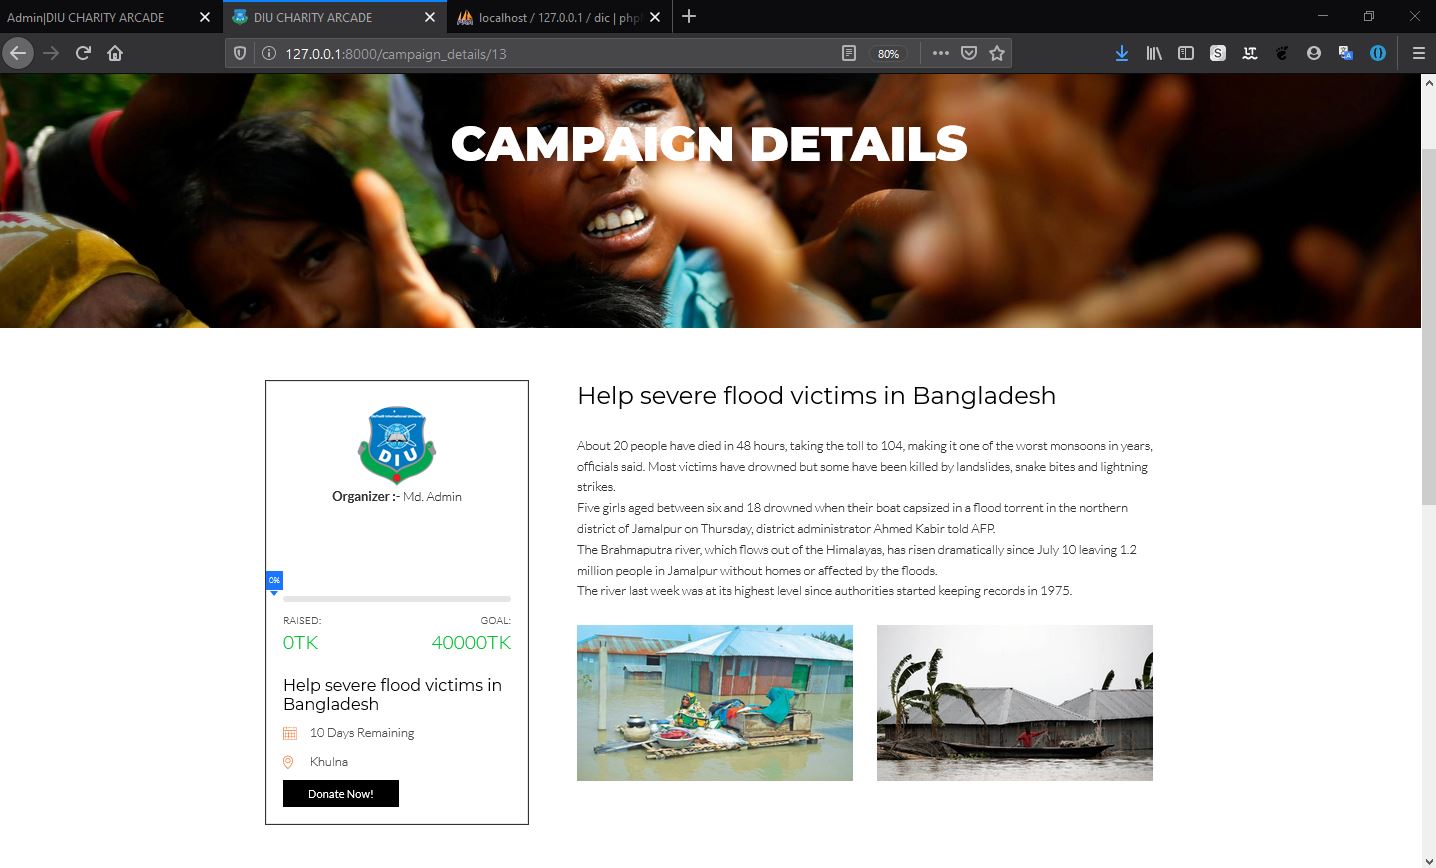 Admin|DIU CHARITY ARCADE
DIU CHARITY ARCADE
localhost / 127.0.0.1 / dic | php
127.0.0.1:8000/campaign_details/13
80%
CAMPAIGN DETAILS
DIU
Organizer :- Md. Admin
0%
RAISED:
GOAL:
0TK
40000TK
Help severe flood victims in
Bangladesh
10 Days Remaining
Khulna
Donate Now!
Help severe flood victims in Bangladesh
About 20 people have died in 48 hours, taking the toll to 104, making it one of the worst monsoons in years,
officials said. Most victims have drowned but some have been killed by landslides, snake bites and lightning
strikes.
Five girls aged between six and 18 drowned when their boat capsized in a flood torrent in the northern
district of Jamalpur on Thursday, district administrator Ahmed Kabir told AFP.
The Brahmaputra river, which flows out of the Himalayas, has risen dramatically since July 10 leaving 1.2
million people in Jamalpur without homes or affected by the floods.
The river last week was at its highest level since authorities started keeping records in 1975.